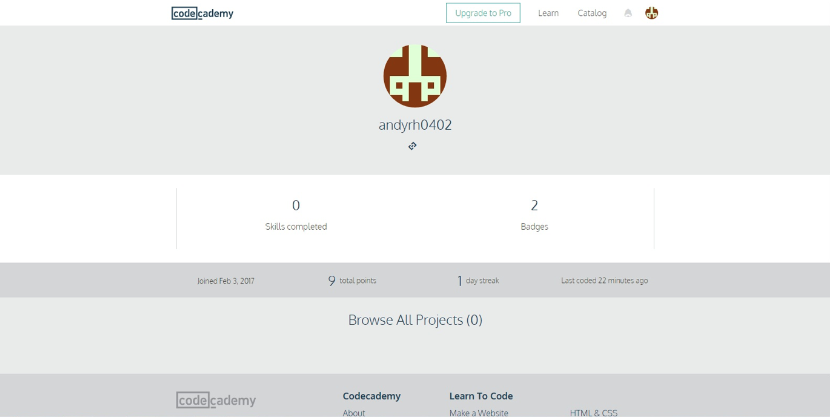 codecademy
Upgrade to Pro Learn Catalog
andyrh0402
0 2
Skills completed Badges
Joined Feb 3, 2017 9 total points 1 day streak Last coded 22 minutes ago
Browse All Projects (0)
codecademy Codecademy Learn To Code
About Make a Website HTML & CSS